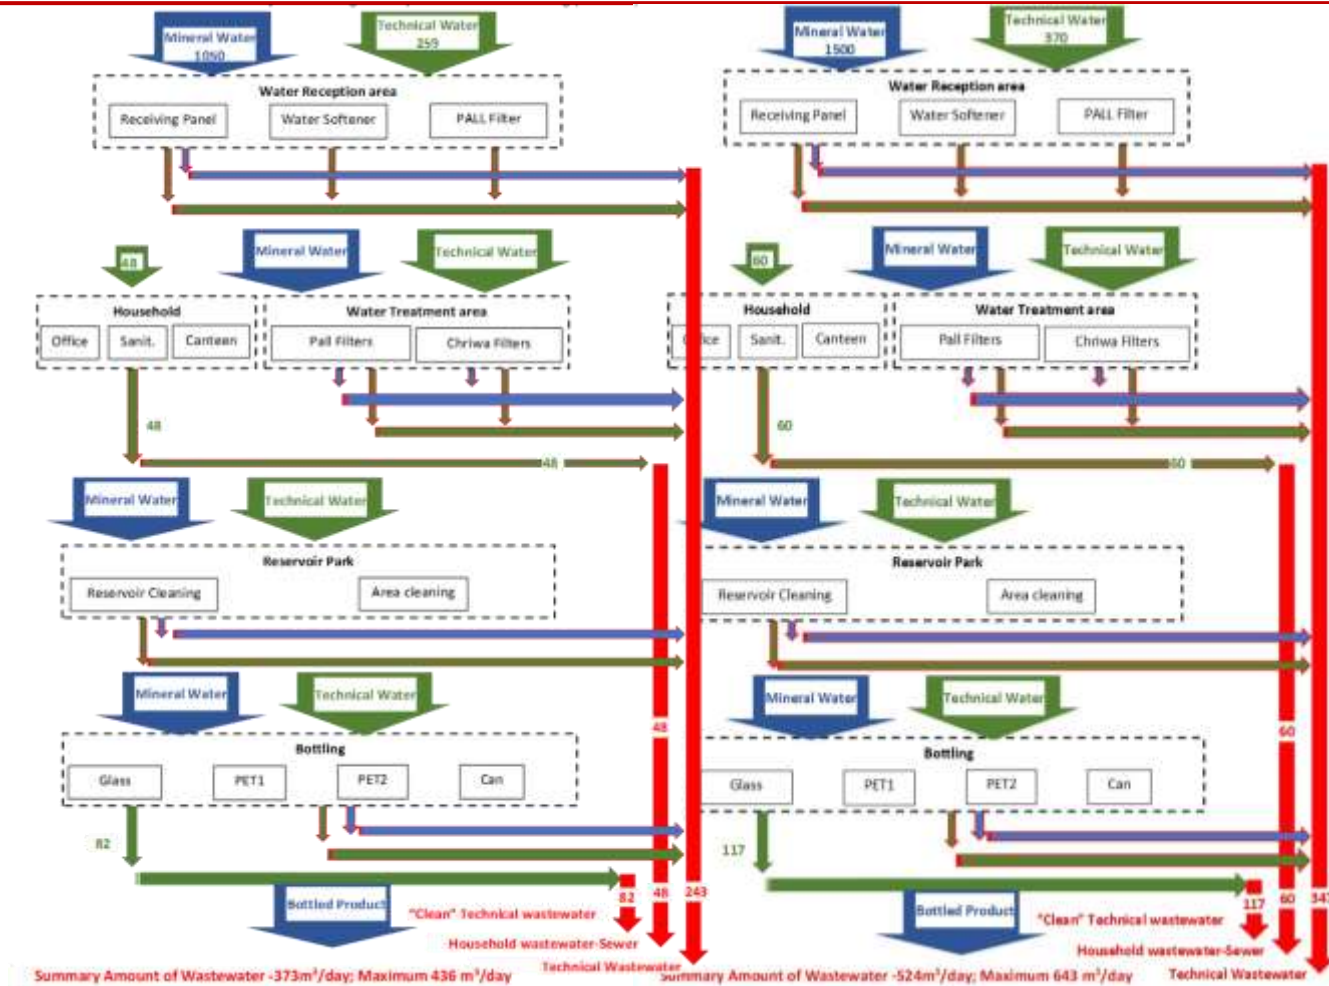 Mineral Water
1050
Technical Water
259
Water Reception area
Receiving Panel
Water Softener
PALL Filter
48
Mineral Water
Technical Water
Household
Office
Sanit.
Canteen
Water Treatment area
Pall Filters
Chriwa Filters
48
48
Mineral Water
Technical Water
Reservoir Park
Reservoir Cleaning
Area cleaning
Mineral Water
Technical Water
48
Bottling
Glass
PET1
PET2
Can
82
Bottled Product
82
48
243
"Clean" Technical wastewater
Household wastewater-Sewer
Technical Wastewater
Summary Amount of Wastewater -373m³/day; Maximum 436 m³/day
Mineral Water
1500
Technical Water
370
Water Reception area
Receiving Panel
Water Softener
PALL Filter
60
Mineral Water
Technical Water
Household
Sanit.
Canteen
Water Treatment area
Pall Filters
Chriwa Filters
60
60
Mineral Water
Technical Water
Reservoir Park
Reservoir Cleaning
Area cleaning
Mineral Water
Technical Water
60
Bottling
Glass
PET1
PET2
Can
117
Bottled Product
117
60
"Clean" Technical wastewater
Household wastewater-Sewer
Technical Wastewater
Summary Amount of Wastewater -524m³/day; Maximum 643 m³/day